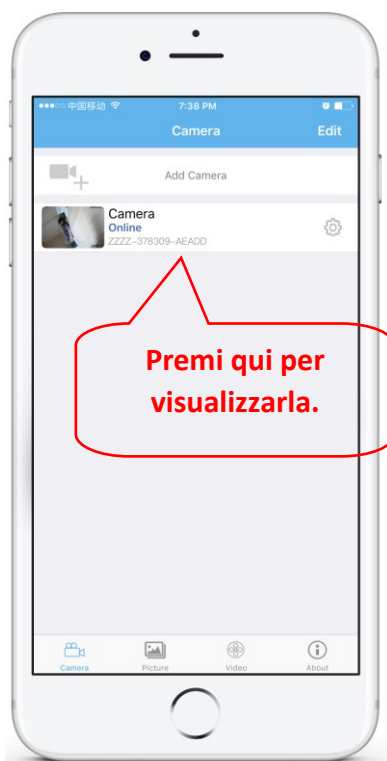 中国移动 7:38 PM
Camera Edit
Add Camera
Camera
Online
ZZZZ-378309-AEADD
Premi qui per
visualizzarla.
Camera Picture Video About